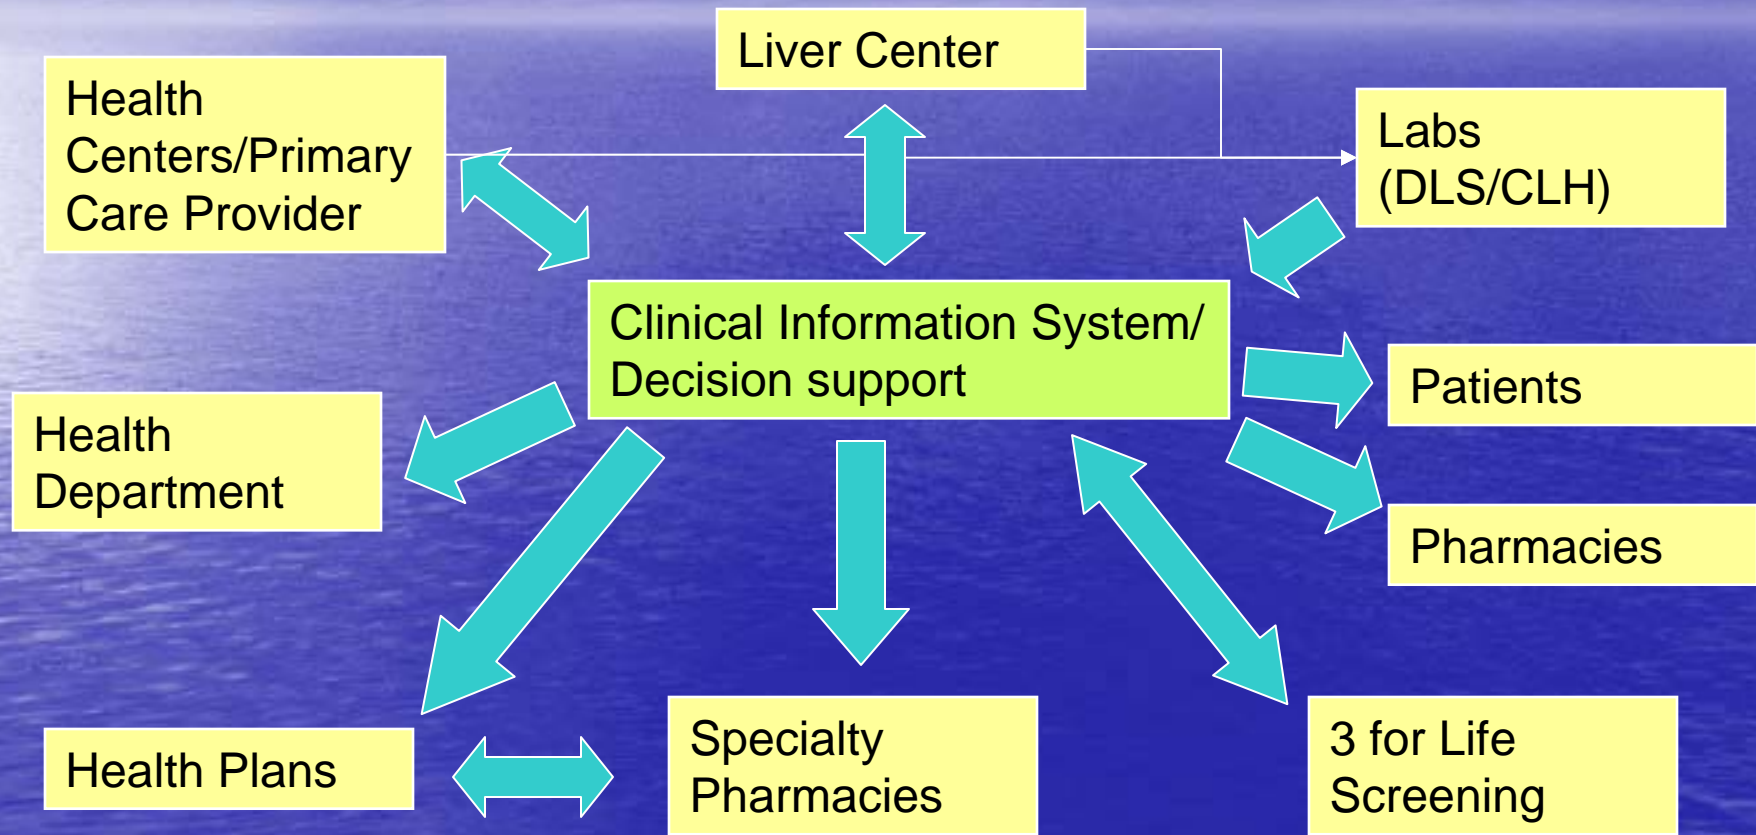 Liver Center
Health
Centers/Primary
Care Provider
Labs
(DLS/CLH)
Clinical Information System/
Decision support
Patients
Health
Department
Pharmacies
Health Plans
Specialty
Pharmacies
3 for Life
Screening